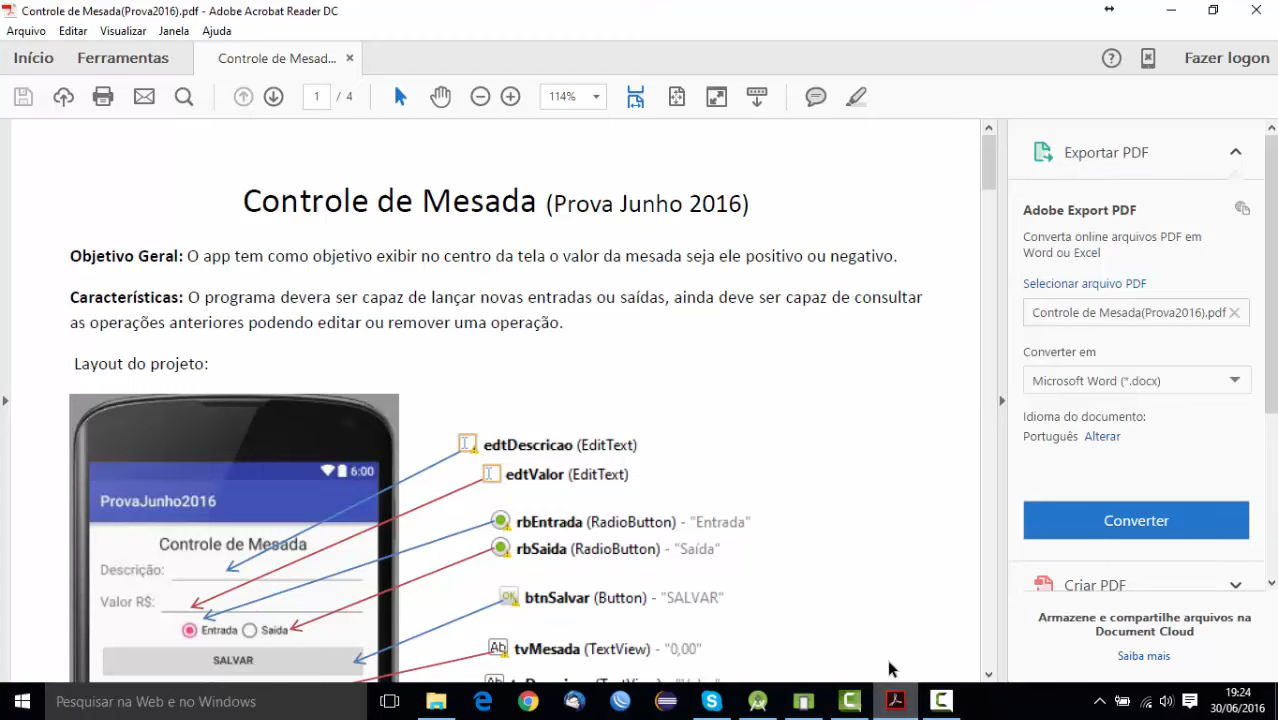 Controle de Mesada(Prova2016).pdf - Adobe Acrobat Reader DC
Arquivo Editar Visualizar Janela Ajuda
Início Ferramentas Controle de Mesad... × Fazer logon
1 / 4 114%
Controle de Mesada (Prova Junho 2016)
Objetivo Geral: O app tem como objetivo exibir no centro da tela o valor da mesada seja ele positivo ou negativo.
Características: O programa devera ser capaz de lançar novas entradas ou saídas, ainda deve ser capaz de consultar
as operações anteriores podendo editar ou remover uma operação.
Layout do projeto:
edtDescricao (EditText)
edtValor (EditText)
rbEntrada (RadioButton) - "Entrada"
rbSaida (RadioButton) - "Saída"
btnSalvar (Button) - "SALVAR"
tvMesada (TextView) - "0,00"
6:00
ProvaJunho2016
Controle de Mesada
Descrição:
Valor R$:
Entrada Saida
SALVAR
Exportar PDF
Adobe Export PDF
Converta online arquivos PDF em
Word ou Excel
Selecionar arquivo PDF
Controle de Mesada(Prova2016).pdf ×
Converter em
Microsoft Word (*.docx)
Idioma do documento:
Português Alterar
Converter
Criar PDF
Armazene e compartilhe arquivos na
Document Cloud
Saiba mais
Pesquisar na Web e no Windows
19:24
30/06/2016